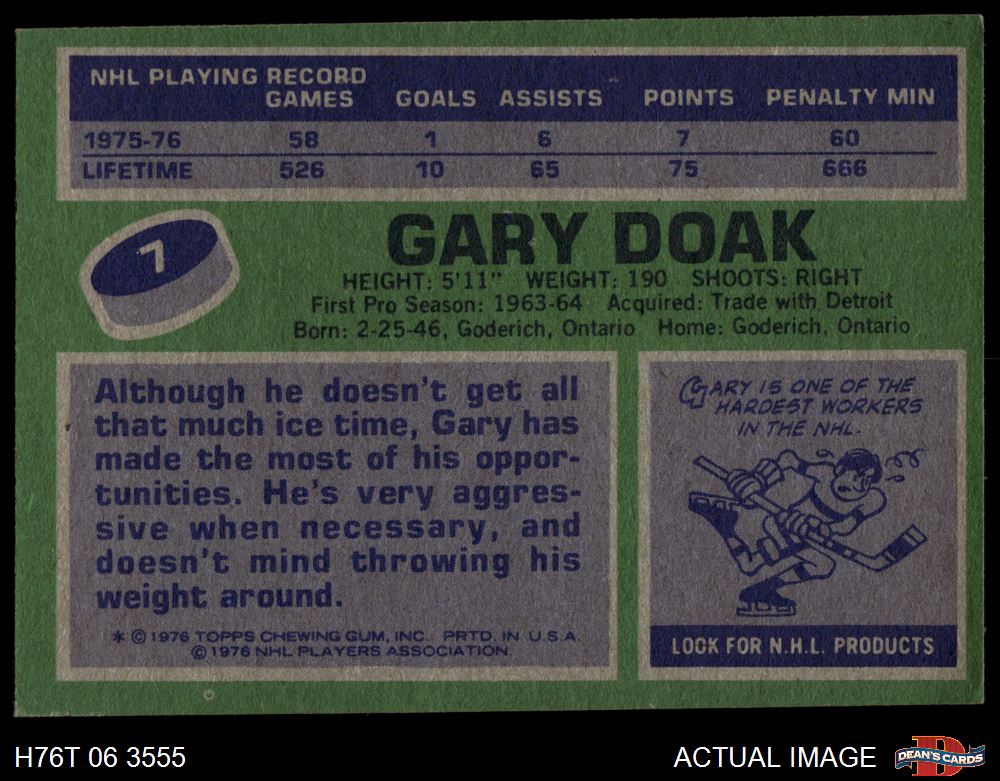 NHL PLAYING RECORD
GAMES GOALS ASSISTS POINTS PENALTY MIN
1975-76 58 1 6 7 60
LIFETIME 526 10 65 75 666
7
GARY DOAK
HEIGHT: 5'11" WEIGHT: 190 SHOOTS: RIGHT
First Pro Season: 1963-64 Acquired: Trade with Detroit
Born: 2-25-46, Goderich, Ontario Home: Goderich, Ontario
Although he doesn't get all
that much ice time, Gary has
made the most of his oppor-
tunities. He's very aggres-
sive when necessary, and
doesn't mind throwing his
weight around.
* © 1976 TOPPS CHEWING GUM, INC. PRTD. IN U.S.A.
© 1976 NHL PLAYERS ASSOCIATION.
GARY IS ONE OF THE
HARDEST WORKERS
IN THE NHL.
LOOK FOR N.H.L. PRODUCTS
H76T 06 3555
ACTUAL IMAGE
D
DEAN'S CARDS